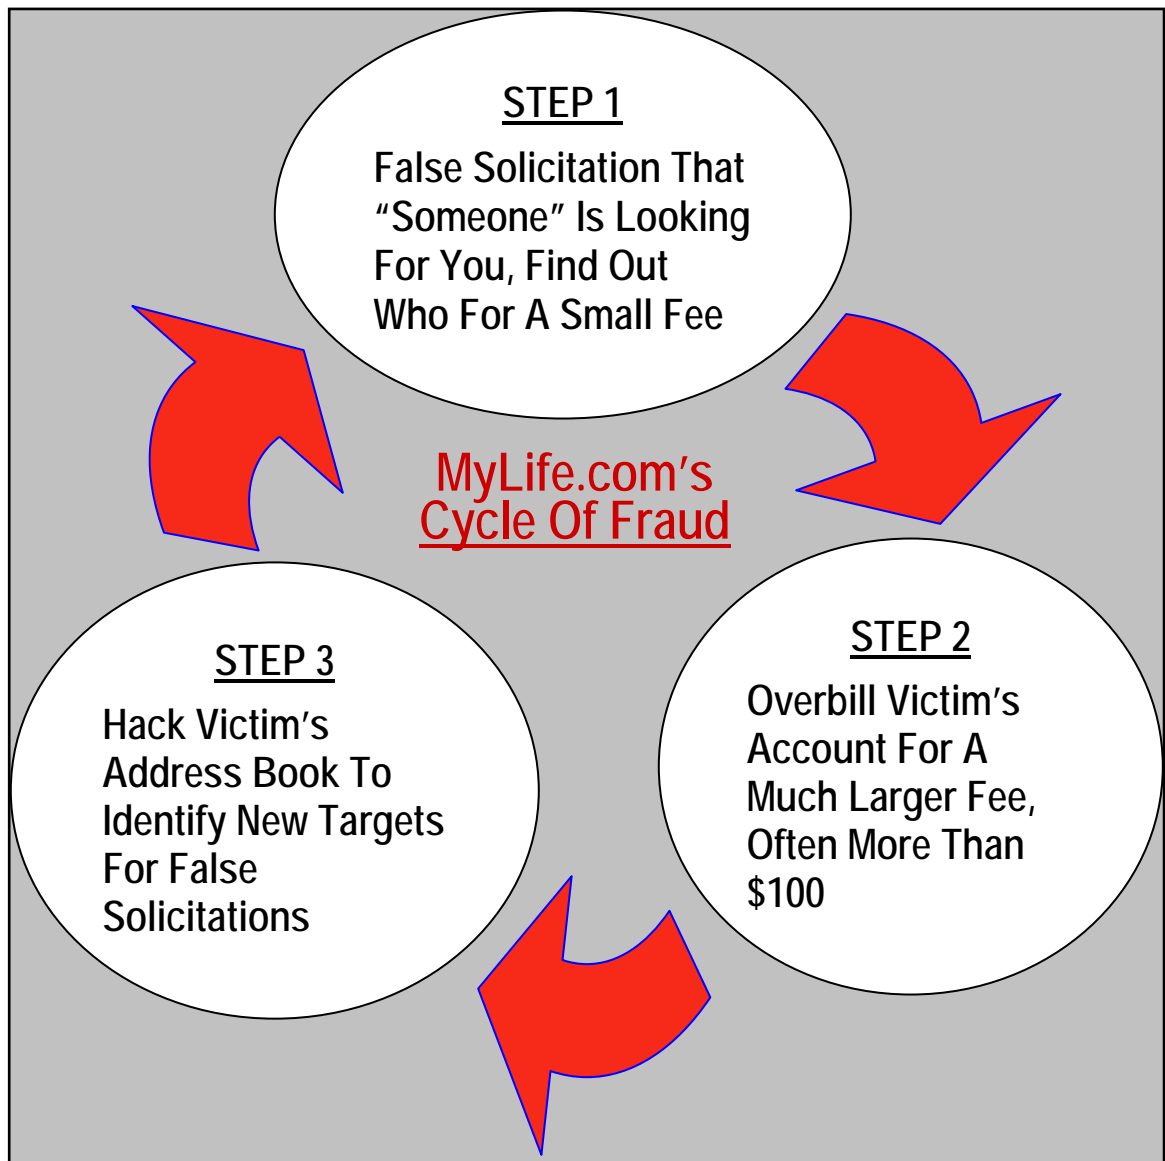 STEP 1
False Solicitation That
“Someone” Is Looking
For You, Find Out
Who For A Small Fee
MyLife.com’s
Cycle Of Fraud
STEP 2
Overbill Victim’s
Account For A
Much Larger Fee,
Often More Than
$100
STEP 3
Hack Victim’s
Address Book To
Identify New Targets
For False
Solicitations